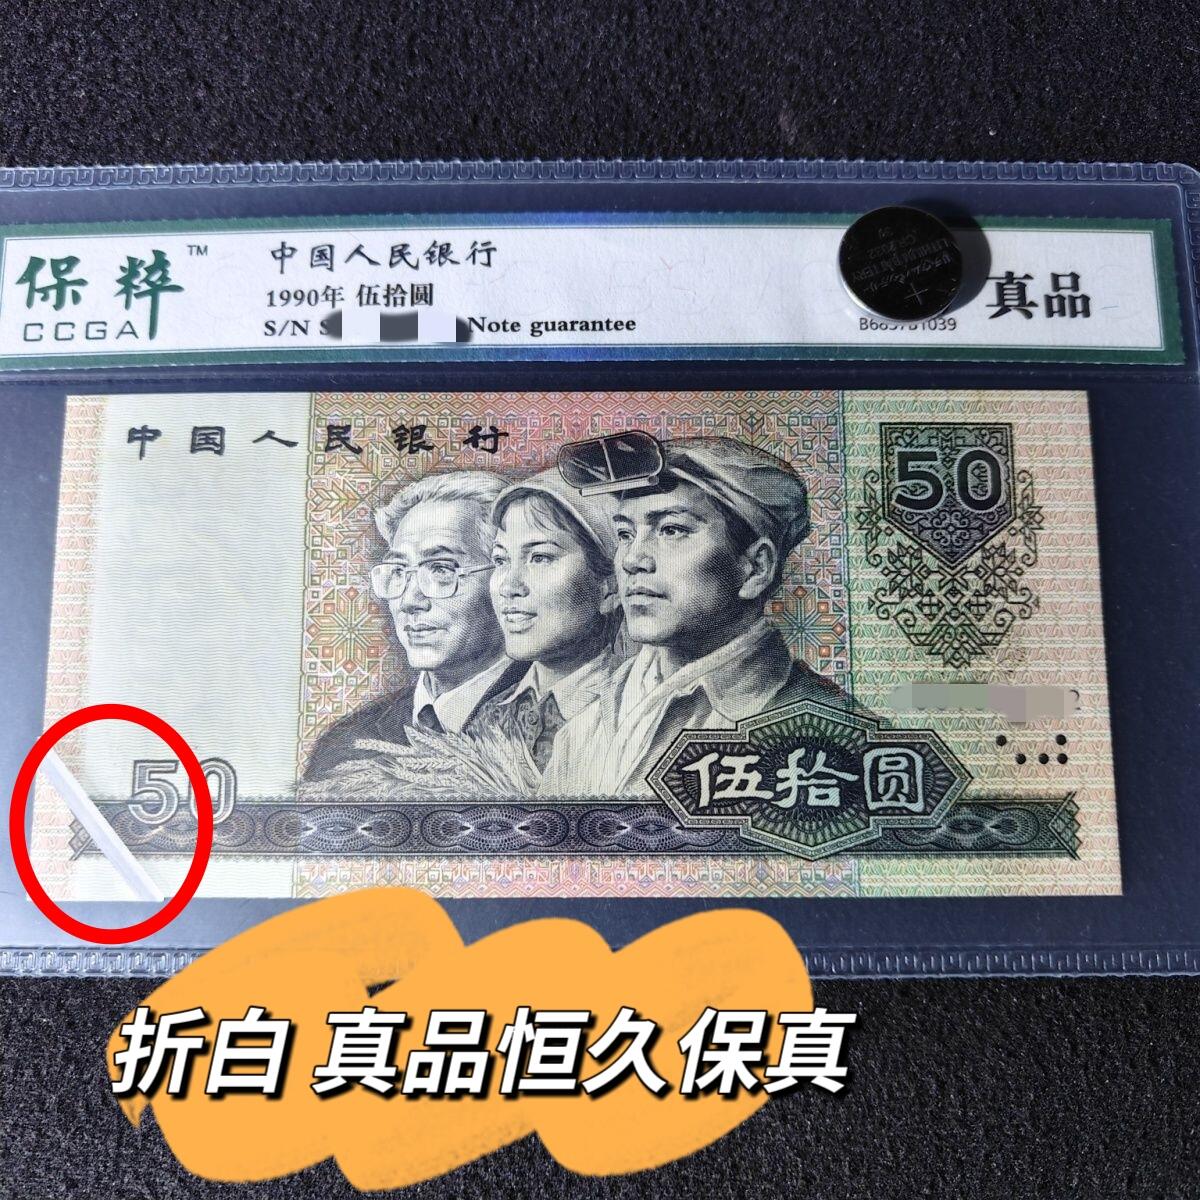 保粹™
CCGA
中国人民银行
1990年 伍拾圆
S/N S
Note guarantee
真品
中国人民银行
50
50
伍拾圆
折白 真品恒久保真